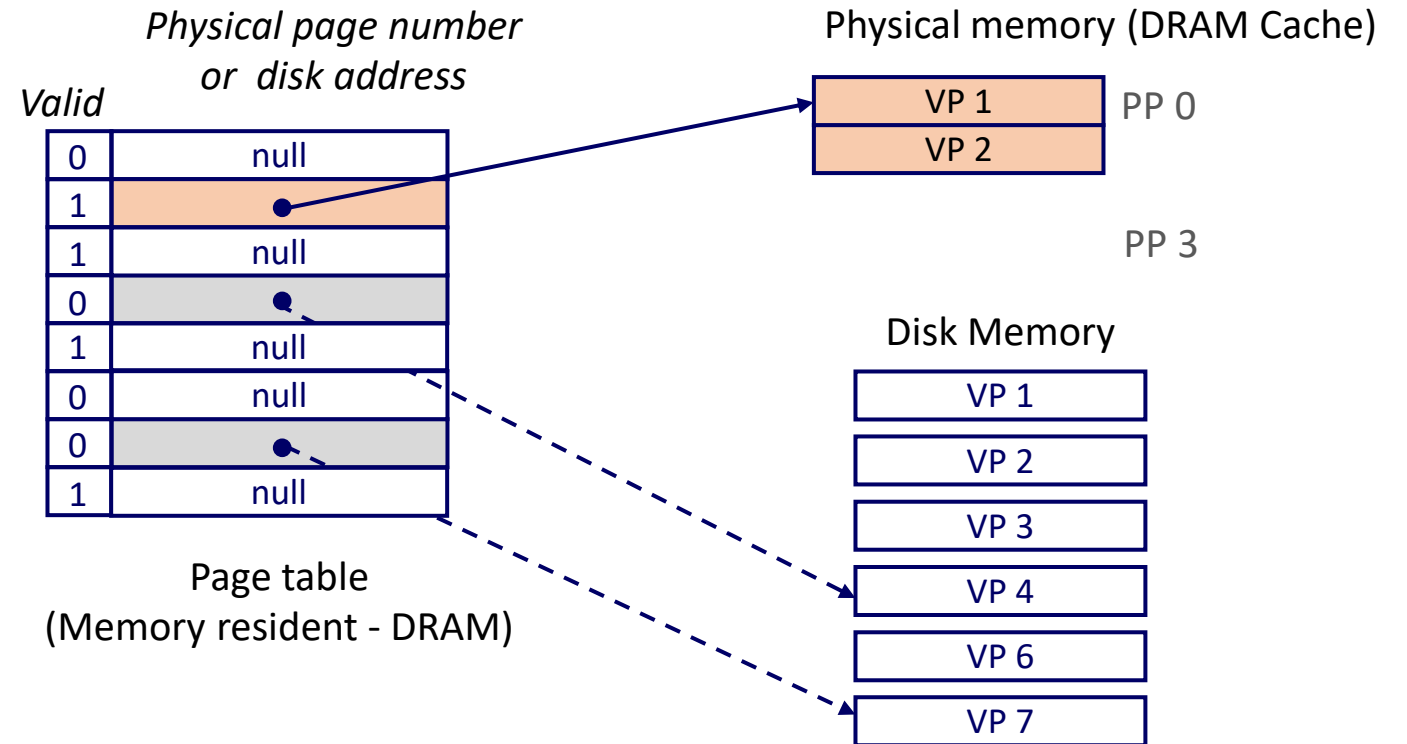 Physical page number
or disk address
Valid
0 null
1
1 null
0
1 null
0 null
0
1 null
Page table
(Memory resident - DRAM)
Physical memory (DRAM Cache)
VP 1 PP 0
VP 2
PP 3
Disk Memory
VP 1
VP 2
VP 3
VP 4
VP 6
VP 7